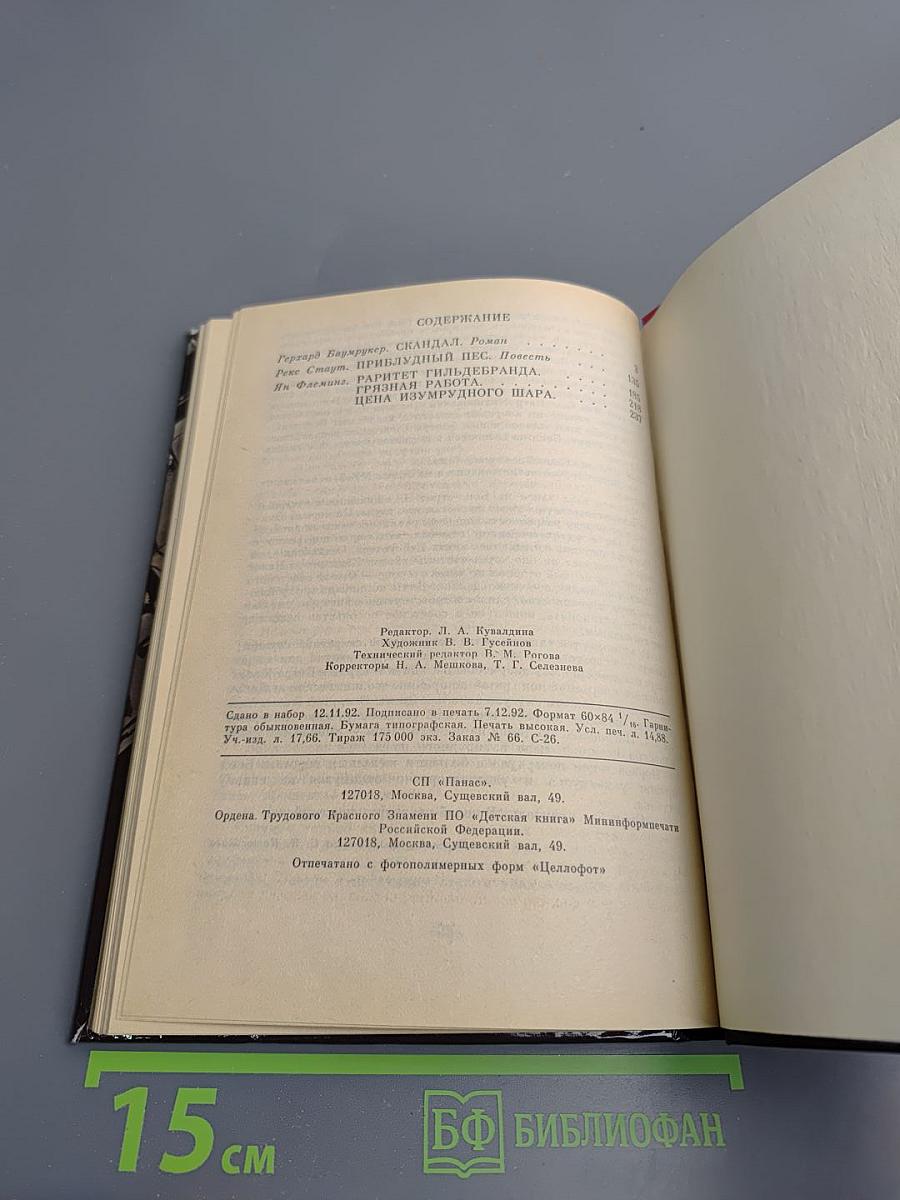 СОДЕРЖАНИЕ
Герхард Баумрукер. СКАНДАЛ. Роман . . . . . . . 3
Рекс Стаут. ПРИБЛУДНЫЙ ПЕС. Повесть . . . 135
Ян Флеминг. РАРИТЕТ ГИЛЬДЕБРАНДА. . . . . 185
ГРЯЗНАЯ РАБОТА. . . . . . . . . . 218
ЦЕНА ИЗУМРУДНОГО ШАРА. . . . 237
Редактор. Л. А. Кувалдина
Художник В. В. Гусейнов
Технический редактор В. М. Рогова
Корректоры Н. А. Мешкова, Т. Г. Селезнева
Сдано в набор 12.11.92. Подписано в печать 7.12.92. Формат 60×84 1/16. Гарни-
тура обыкновенная. Бумага типографская. Печать высокая. Усл. печ. л. 14,88.
Уч.-изд. л. 17,66. Тираж 175 000 экз. Заказ № 66. С-26.
СП «Панас».
127018, Москва, Сущевский вал, 49.
Ордена Трудового Красного Знамени ПО «Детская книга» Мининформпечати
Российской Федерации.
127018, Москва, Сущевский вал, 49.
Отпечатано с фотополимерных форм «Целлофот»
15 см
БФ БИБЛИОФАН